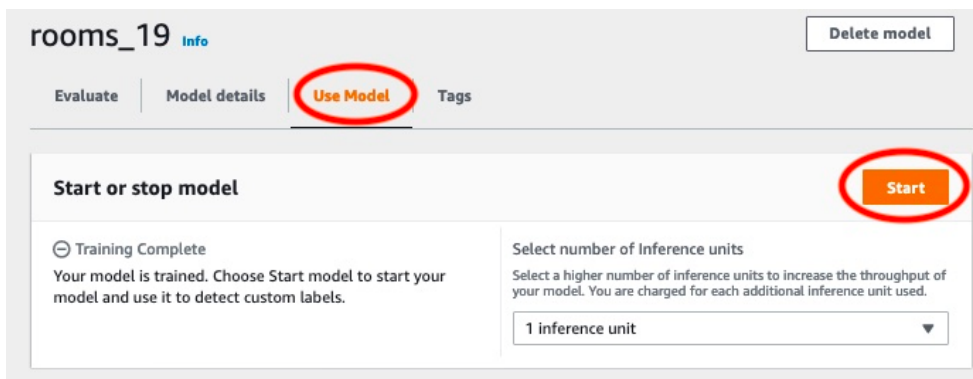 rooms_19 Info
Delete model
Evaluate
Model details
Use Model
Tags
Start or stop model
Start
Training Complete
Your model is trained. Choose Start model to start your
model and use it to detect custom labels.
Select number of Inference units
Select a higher number of inference units to increase the throughput of
your model. You are charged for each additional inference unit used.
1 inference unit